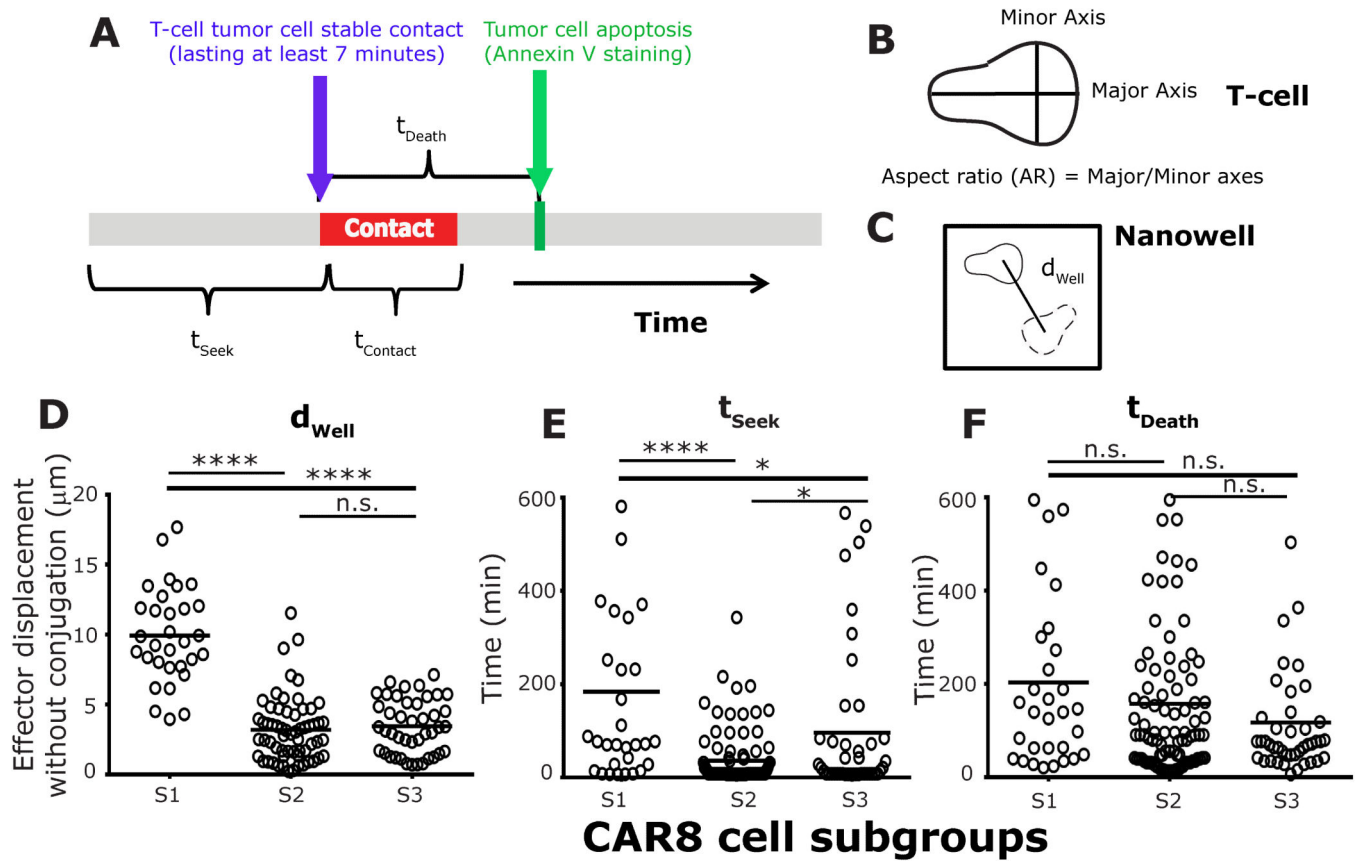 A
T-cell tumor cell stable contact
(lasting at least 7 minutes)
Tumor cell apoptosis
(Annexin V staining)
tDeath
Contact
tSeek
tContact
Time
B
Minor Axis
Major Axis
T-cell
Aspect ratio (AR) = Major/Minor axes
C
Nanowell
dWell
D
dWell
****
****
n.s.
Effector displacement
without conjugation (µm)
20
15
10
5
0
S1
S2
S3
E
tSeek
****
*
*
Time (min)
600
400
200
0
S1
S2
S3
F
tDeath
n.s.
n.s.
n.s.
Time (min)
600
400
200
0
S1
S2
S3
CAR8 cell subgroups